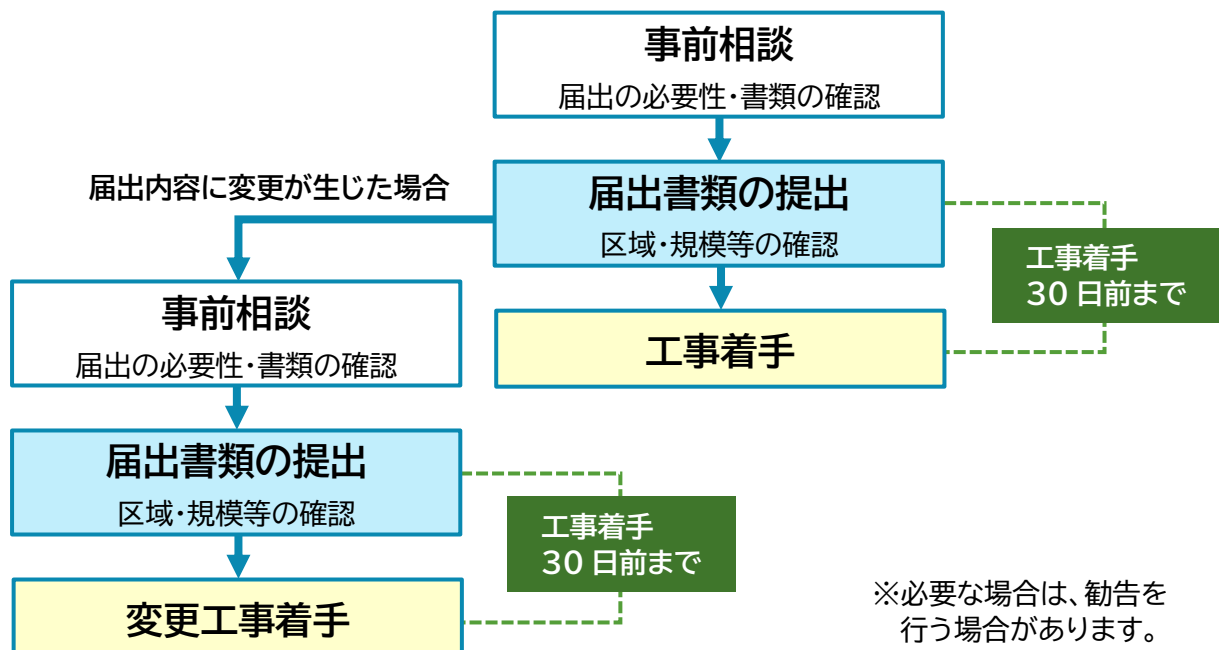 事前相談
届出の必要性・書類の確認
届出内容に変更が生じた場合
届出書類の提出
区域・規模等の確認
工事着手
30 日前まで
工事着手
事前相談
届出の必要性・書類の確認
届出書類の提出
区域・規模等の確認
工事着手
30 日前まで
変更工事着手
※必要な場合は、勧告を
行う場合があります。